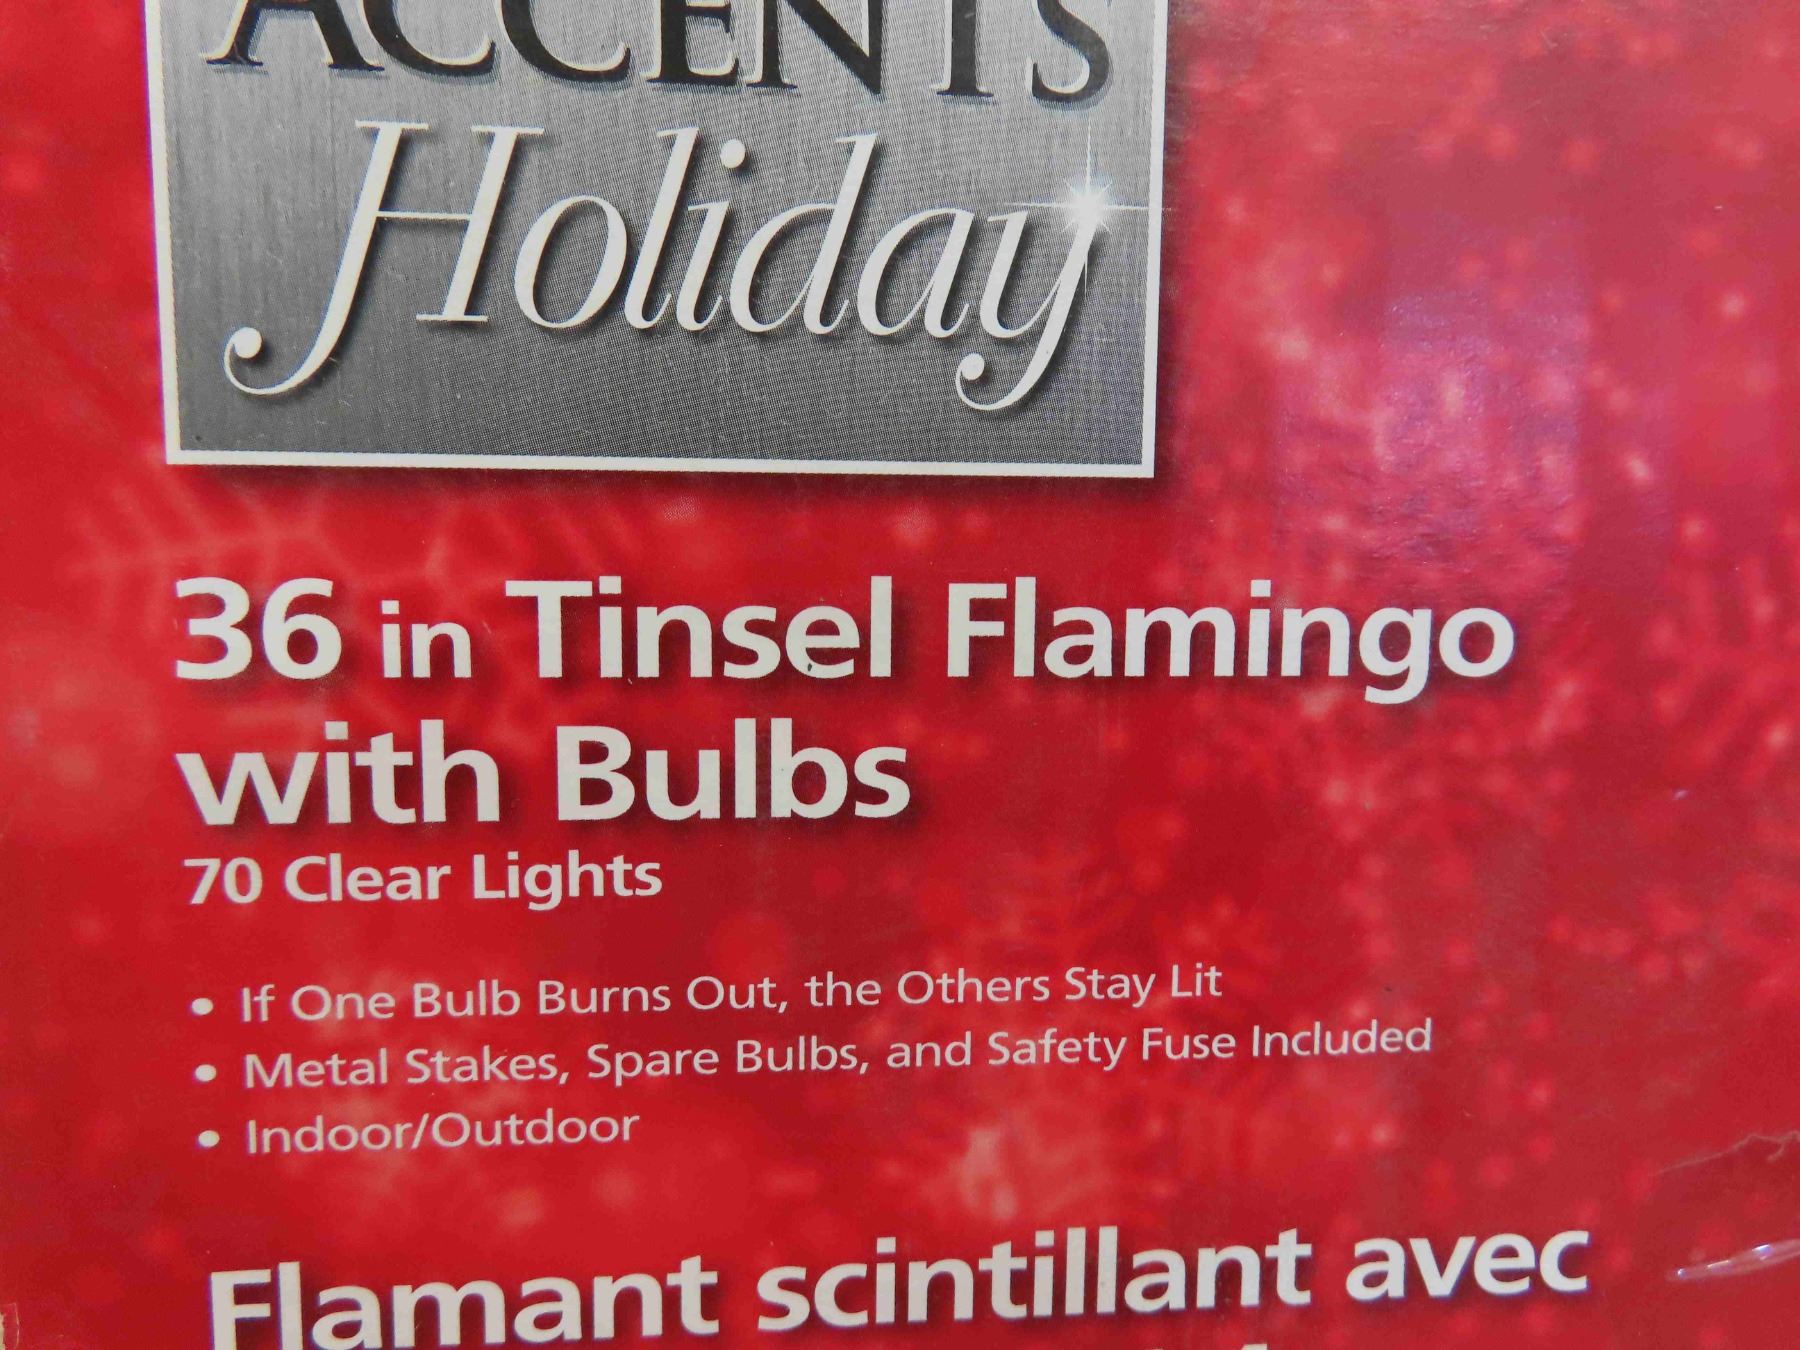 ACCENTS
Holiday
36 in Tinsel Flamingo
with Bulbs
70 Clear Lights
• If One Bulb Burns Out, the Others Stay Lit
• Metal Stakes, Spare Bulbs, and Safety Fuse Included
• Indoor/Outdoor
Flamant scintillant avec